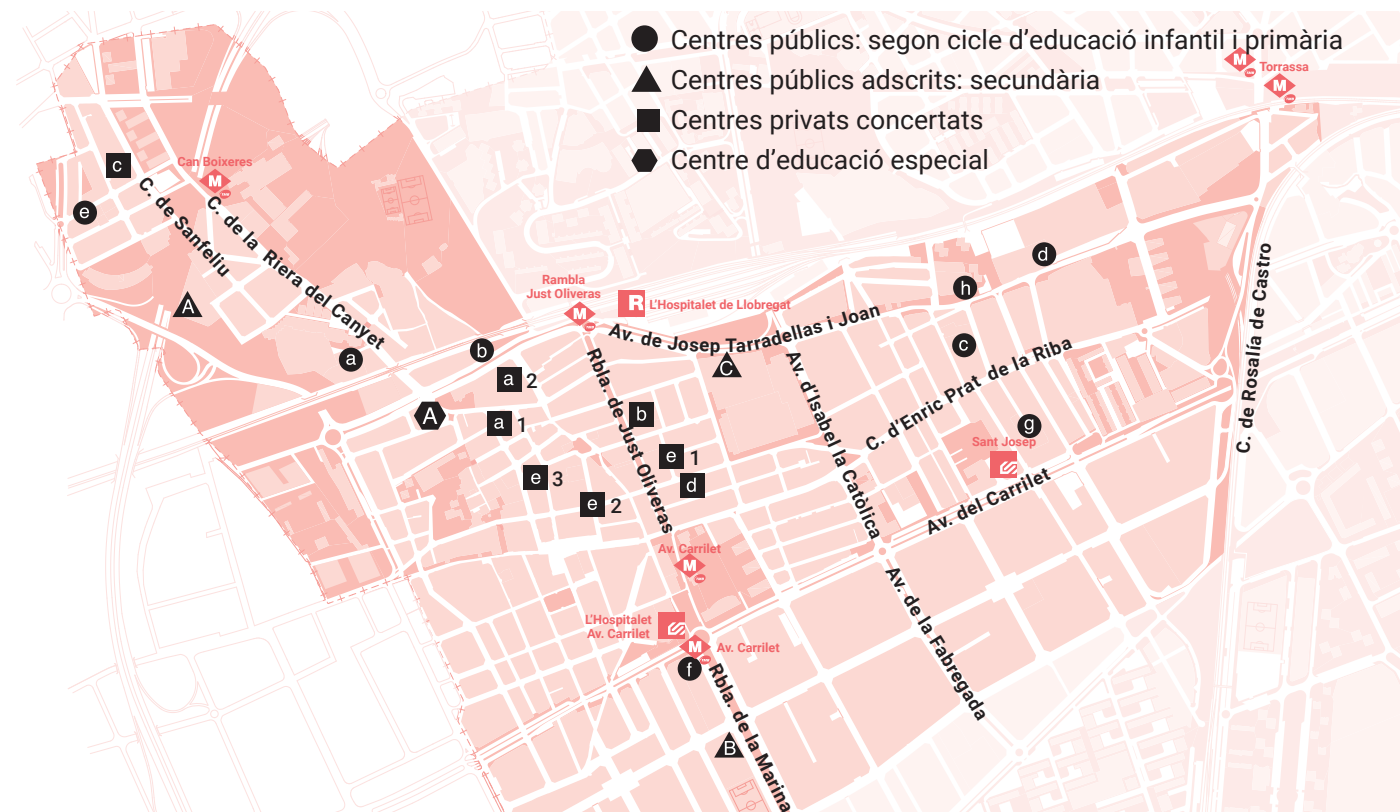 Centres públics: segon cicle d’educació infantil i primària
Centres públics adscrits: secundària
Centres privats concertats
Centre d’educació especial
M
Torrassa
M
c
Can Boixeres
M
e
C. de Sanfeliu
C. de la Riera del Canyet
A
a
b
Rambla
Just Oliveras
M
R
L’Hospitalet de Llobregat
Av. de Josep Tarradellas i Joan
d
h
c
C
a 2
A
a 1
b
Rbla. de Just Oliveras
Av. d’Isabel la Catòlica
C. d’Enric Prat de la Riba
C. de Rosalía de Castro
g
Sant Josep
e 1
d
e 3
e 2
Av. del Carrilet
Av. Carrilet
M
L’Hospitalet
Av. Carrilet
M
Av. Carrilet
f
Av. de la Fabregada
Rbla. de la Marina
B